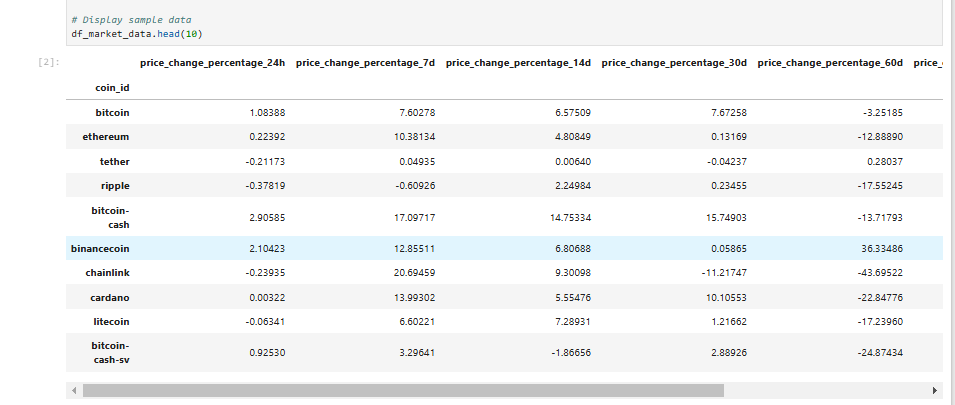 # Display sample data
df_market_data.head(10)
[2]:
price_change_percentage_24h price_change_percentage_7d price_change_percentage_14d price_change_percentage_30d price_change_percentage_60d price_
coin_id
bitcoin 1.08388 7.60278 6.57509 7.67258 -3.25185
ethereum 0.22392 10.38134 4.80849 0.13169 -12.88890
tether -0.21173 0.04935 0.00640 -0.04237 0.28037
ripple -0.37819 -0.60926 2.24984 0.23455 -17.55245
bitcoin-
cash 2.90585 17.09717 14.75334 15.74903 -13.71793
binancecoin 2.10423 12.85511 6.80688 0.05865 36.33486
chainlink -0.23935 20.69459 9.30098 -11.21747 -43.69522
cardano 0.00322 13.99302 5.55476 10.10553 -22.84776
litecoin -0.06341 6.60221 7.28931 1.21662 -17.23960
bitcoin-
cash-sv 0.92530 3.29641 -1.86656 2.88926 -24.87434